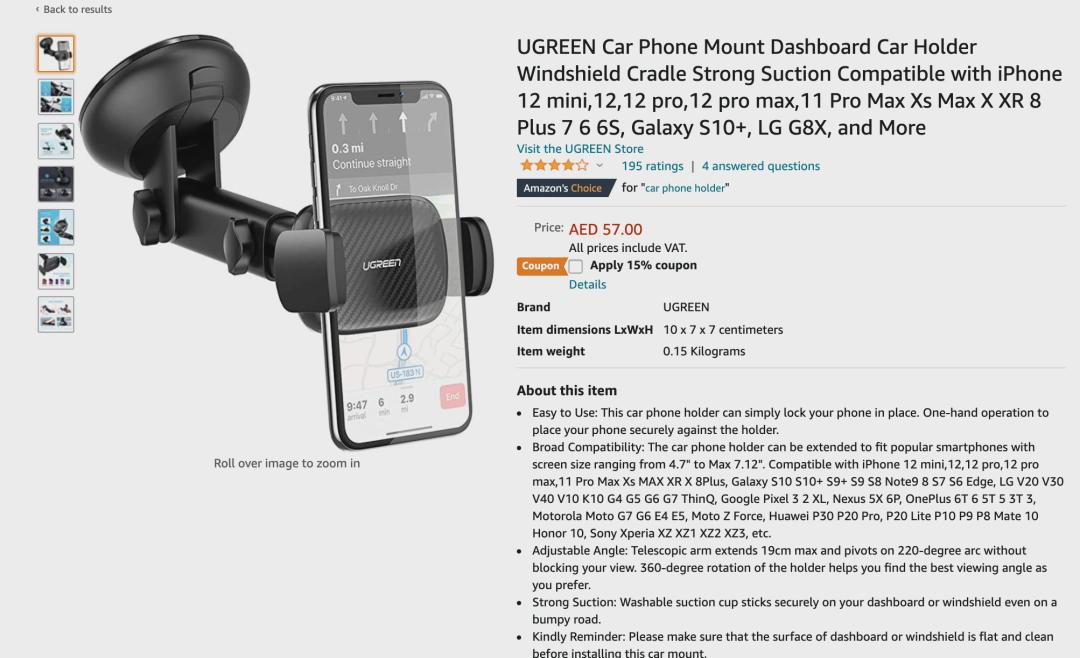 ‹ Back to results
UGREEN Car Phone Mount Dashboard Car Holder
Windshield Cradle Strong Suction Compatible with iPhone
12 mini,12,12 pro,12 pro max,11 Pro Max Xs Max X XR 8
Plus 7 6 6S, Galaxy S10+, LG G8X, and More
Visit the UGREEN Store
195 ratings | 4 answered questions
Amazon's Choice for "car phone holder"
Price: AED 57.00
All prices include VAT.
Coupon Apply 15% coupon
Details
Brand UGREEN
Item dimensions LxWxH 10 x 7 x 7 centimeters
Item weight 0.15 Kilograms
About this item
• Easy to Use: This car phone holder can simply lock your phone in place. One-hand operation to
place your phone securely against the holder.
• Broad Compatibility: The car phone holder can be extended to fit popular smartphones with
screen size ranging from 4.7" to Max 7.12". Compatible with iPhone 12 mini,12,12 pro,12 pro
max,11 Pro Max Xs MAX XR X 8Plus, Galaxy S10 S10+ S9+ S9 S8 Note9 8 S7 S6 Edge, LG V20 V30
V40 V10 K10 G4 G5 G6 G7 ThinQ, Google Pixel 3 2 XL, Nexus 5X 6P, OnePlus 6T 6 5T 5 3T 3,
Motorola Moto G7 G6 E4 E5, Moto Z Force, Huawei P30 P20 Pro, P20 Lite P10 P9 P8 Mate 10
Honor 10, Sony Xperia XZ XZ1 XZ2 XZ3, etc.
• Adjustable Angle: Telescopic arm extends 19cm max and pivots on 220-degree arc without
blocking your view. 360-degree rotation of the holder helps you find the best viewing angle as
you prefer.
• Strong Suction: Washable suction cup sticks securely on your dashboard or windshield even on a
bumpy road.
• Kindly Reminder: Please make sure that the surface of dashboard or windshield is flat and clean
before installing this car mount.
9:41
0.3 mi
Continue straight
To Oak Knoll Dr
UGREEN
US-183 N
9:47 6 2.9 End
arrival min mi
Roll over image to zoom in